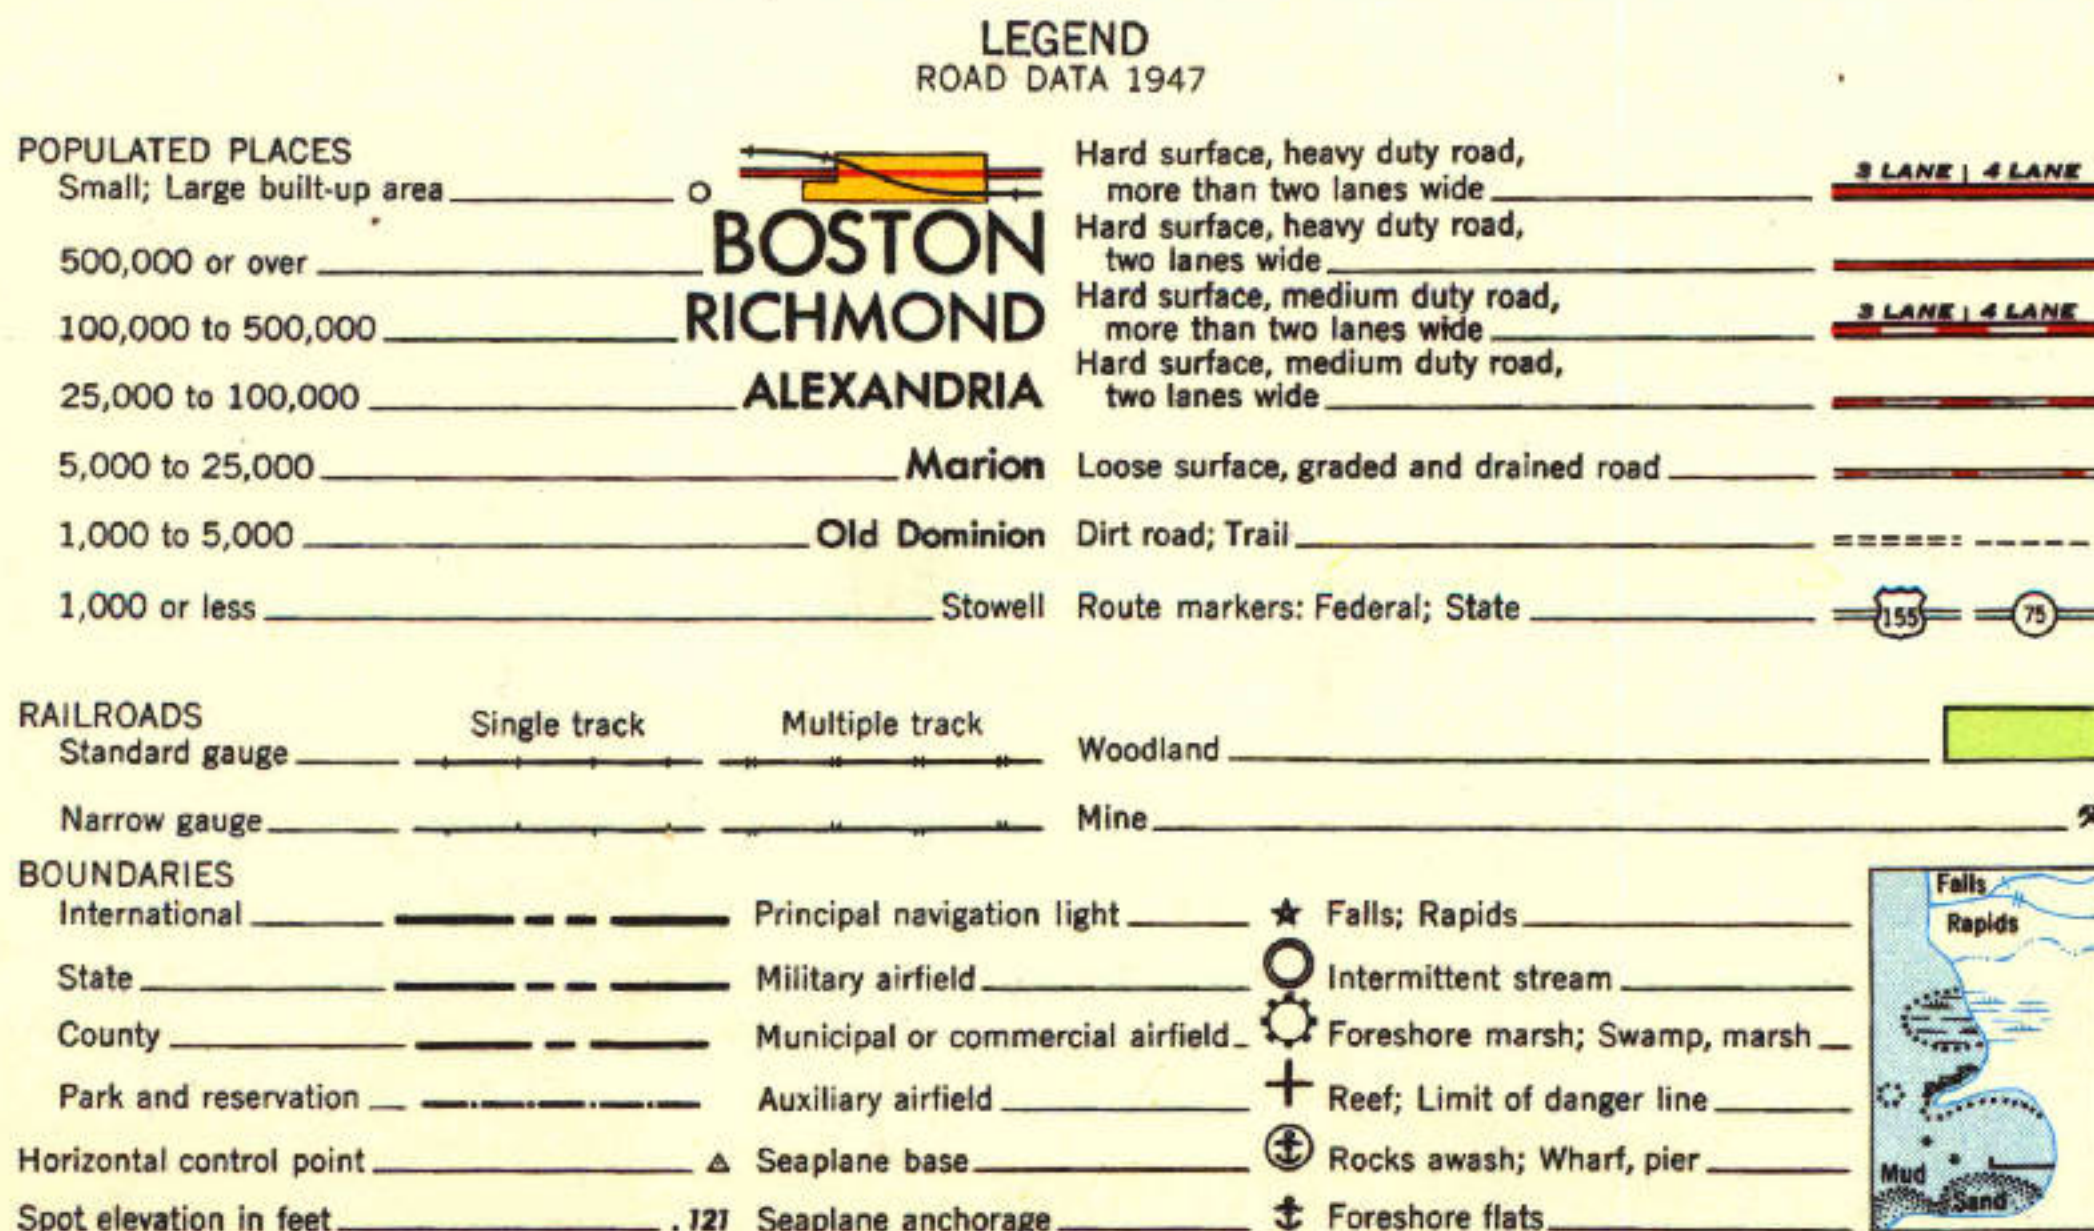 LEGEND
ROAD DATA 1947
POPULATED PLACES
Small; Large built-up area
500,000 or over BOSTON
100,000 to 500,000 RICHMOND
25,000 to 100,000 ALEXANDRIA
5,000 to 25,000 Marion
1,000 to 5,000 Old Dominion
1,000 or less Stowell
Hard surface, heavy duty road,
more than two lanes wide 3 LANE | 4 LANE
Hard surface, heavy duty road,
two lanes wide
Hard surface, medium duty road,
more than two lanes wide 3 LANE | 4 LANE
Hard surface, medium duty road,
two lanes wide
Loose surface, graded and drained road
Dirt road; Trail
Route markers: Federal; State 155 75
RAILROADS Single track Multiple track
Standard gauge
Narrow gauge
Woodland
Mine
BOUNDARIES
International
State
County
Park and reservation
Horizontal control point
Spot elevation in feet .121
Principal navigation light
Military airfield
Municipal or commercial airfield
Auxiliary airfield
Seaplane base
Seaplane anchorage
Falls; Rapids
Intermittent stream
Foreshore marsh; Swamp, marsh
Reef; Limit of danger line
Rocks awash; Wharf, pier
Foreshore flats
Falls
Rapids
Mud
Sand